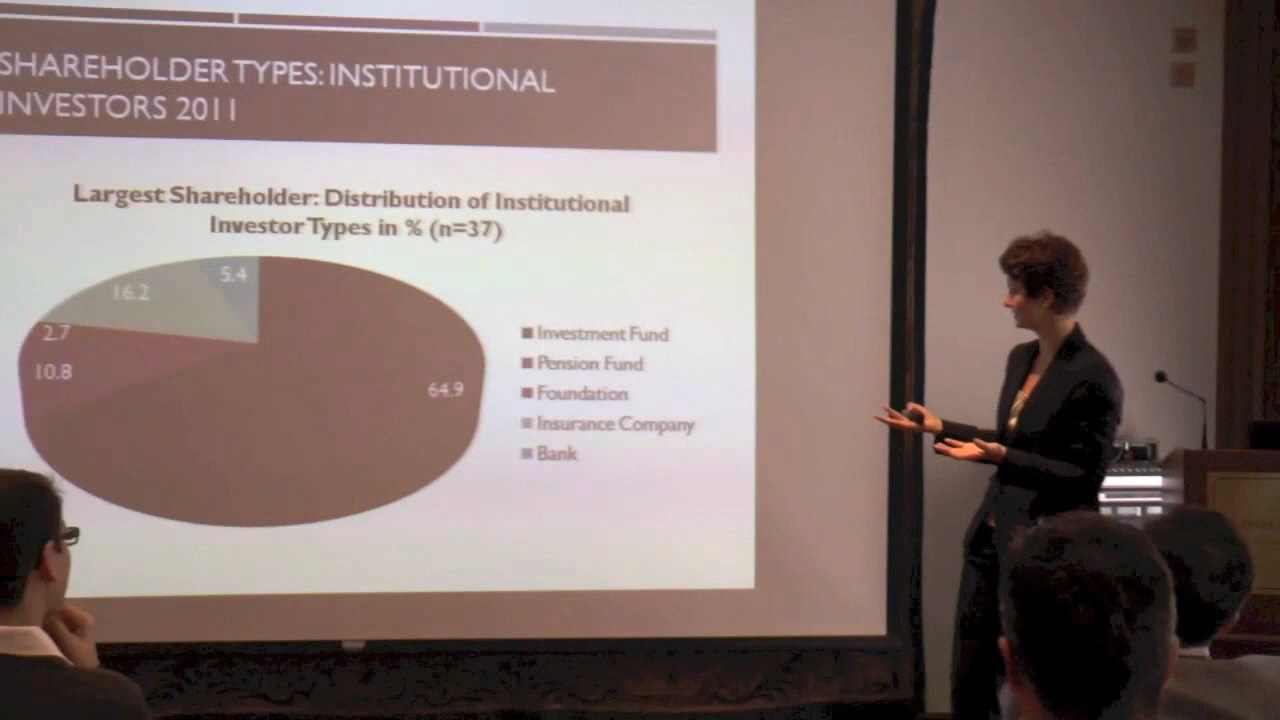 SHAREHOLDER TYPES: INSTITUTIONAL
INVESTORS 2011
Largest Shareholder: Distribution of Institutional
Investor Types in % (n=37)
5.4
16.2
2.7
10.8
64.9
Investment Fund
Pension Fund
Foundation
Insurance Company
Bank